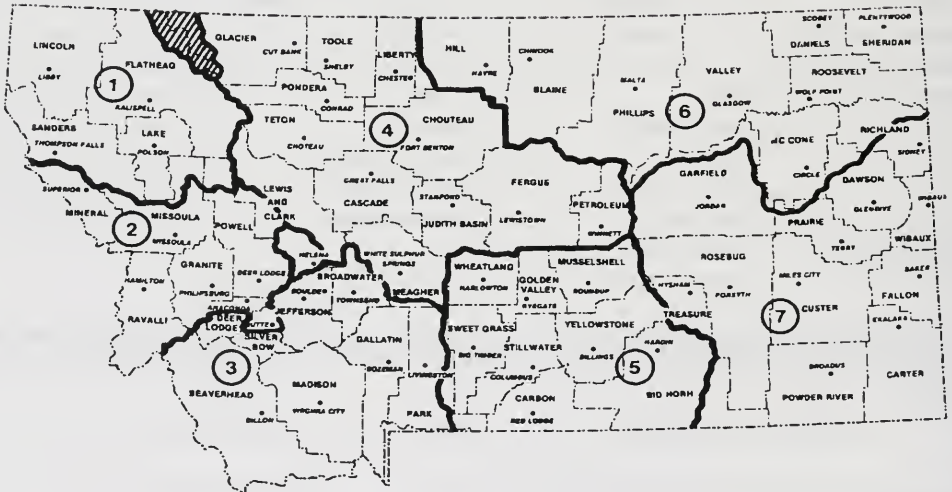 LINCOLN
LIBBY
FLATHEAD
1
KALISPELL
SANDERS
THOMPSON FALLS
LAKE
POLSON
GLACIER
CUT BANK
TOOLE
SHELBY
LIBERTY
CHESTER
PONDERA
CONRAD
TETON
CHOTEAU
4
CHOUTEAU
FORT BENTON
HILL
HAVRE
CHINOOK
BLAINE
MALTA
PHILLIPS
VALLEY
6
GLASGOW
SCOBEY
DANIELS
PLENTYWOOD
SHERIDAN
ROOSEVELT
WOLF POINT
MC CONE
CIRCLE
RICHLAND
SIDNEY
DAWSON
GLENDIVE
WIBAUX
WIBAUX
PRAIRIE
TERRY
GARFIELD
JORDAN
SUPERIOR
MINERAL
2
MISSOULA
MISSOULA
POWELL
LEWIS
AND
CLARK
HELENA
GREAT FALLS
CASCADE
STANFORD
JUDITH BASIN
FERGUS
LEWISTOWN
PETROLEUM
WINNETT
GRANITE
PHILIPSBURG
DEER LODGE
HAMILTON
RAVALLI
ANACONDA
DEER
LODGE
BUTTE
SILVER
BOW
BOULDER
JEFFERSON
BROADWATER
TOWNSEND
WHITE SULPHUR
SPRINGS
MEAGHER
WHEATLAND
HARLOWTON
GOLDEN
VALLEY
RYEGATE
MUSSELSHELL
ROUNDUP
ROSEBUG
HYSHAM
FORSYTH
TREASURE
MILES CITY
7
CUSTER
BAKER
FALLON
EKALAKA
CARTER
BROADUS
POWDER RIVER
3
BEAVERHEAD
DILLON
MADISON
VIRGINIA CITY
GALLATIN
BOZEMAN
LIVINGSTON
PARK
SWEET GRASS
BIG TIMBER
STILLWATER
COLUMBUS
YELLOWSTONE
BILLINGS
5
HARDIN
BIG HORN
CARBON
RED LODGE